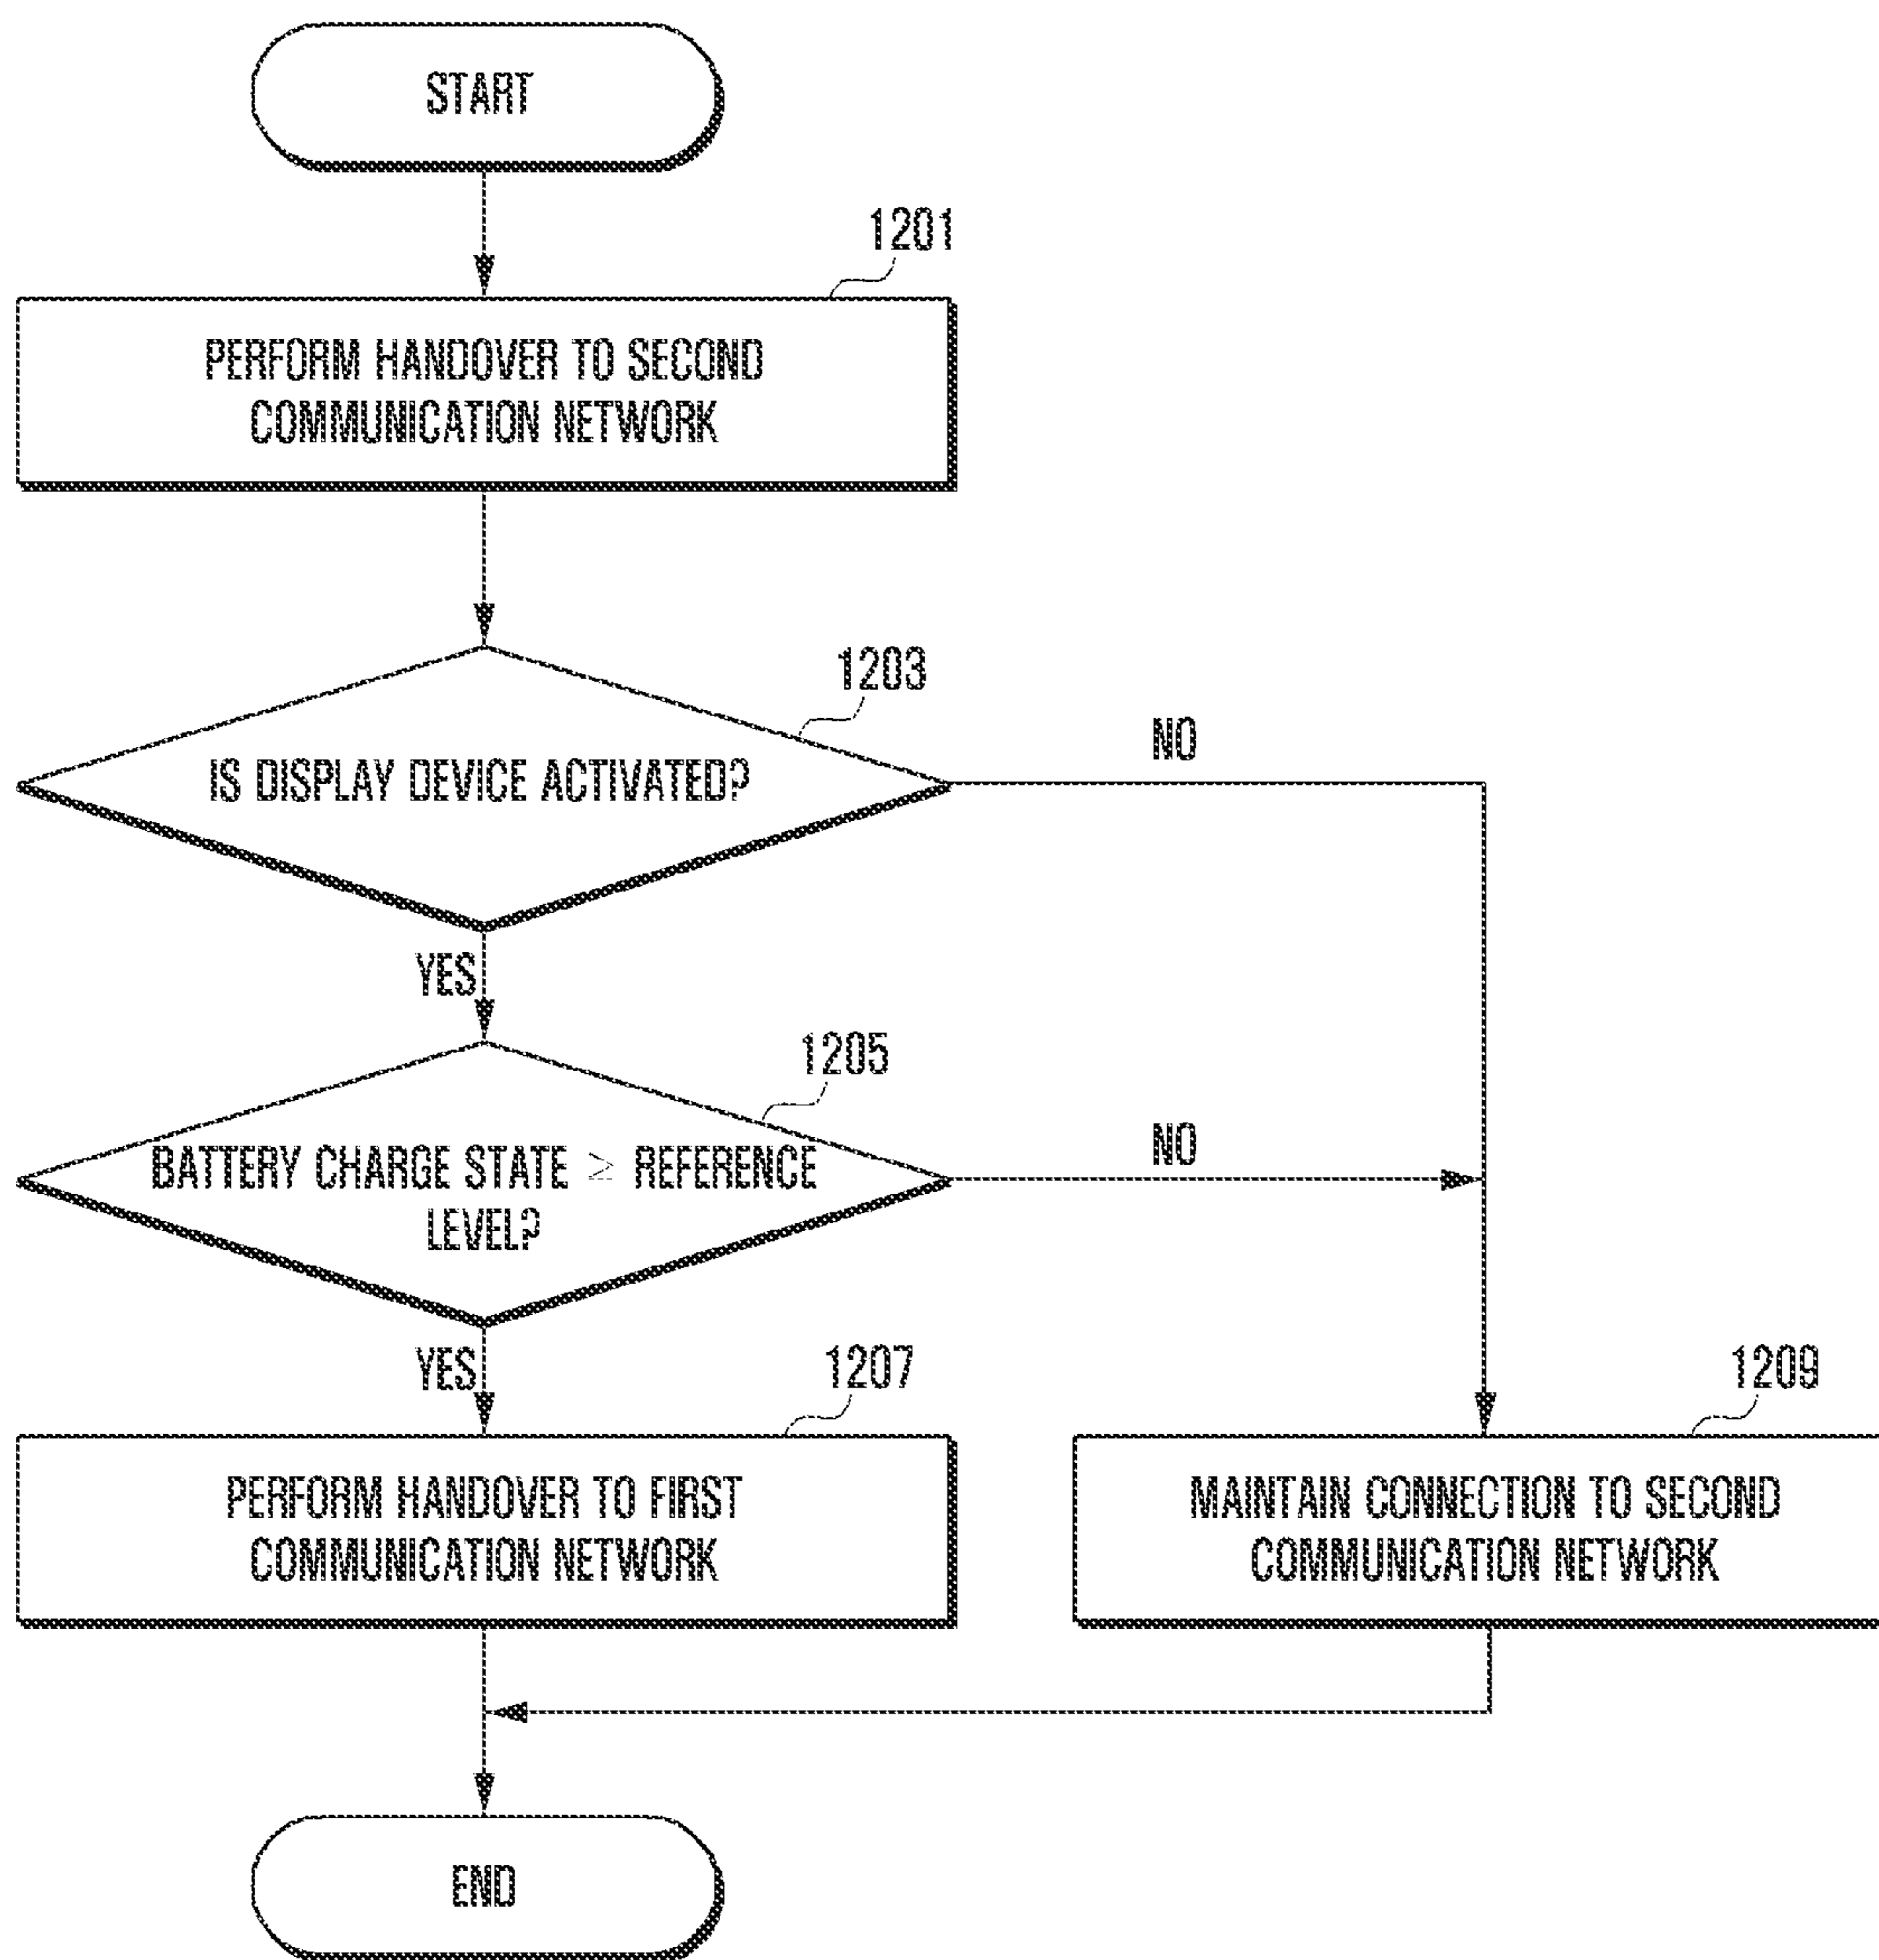 START
1201
PERFORM HANDOVER TO SECOND
COMMUNICATION NETWORK
1203
IS DISPLAY DEVICE ACTIVATED?
NO
YES
1205
BATTERY CHARGE STATE ≥ REFERENCE
LEVEL?
NO
YES
1207
PERFORM HANDOVER TO FIRST
COMMUNICATION NETWORK
1209
MAINTAIN CONNECTION TO SECOND
COMMUNICATION NETWORK
END